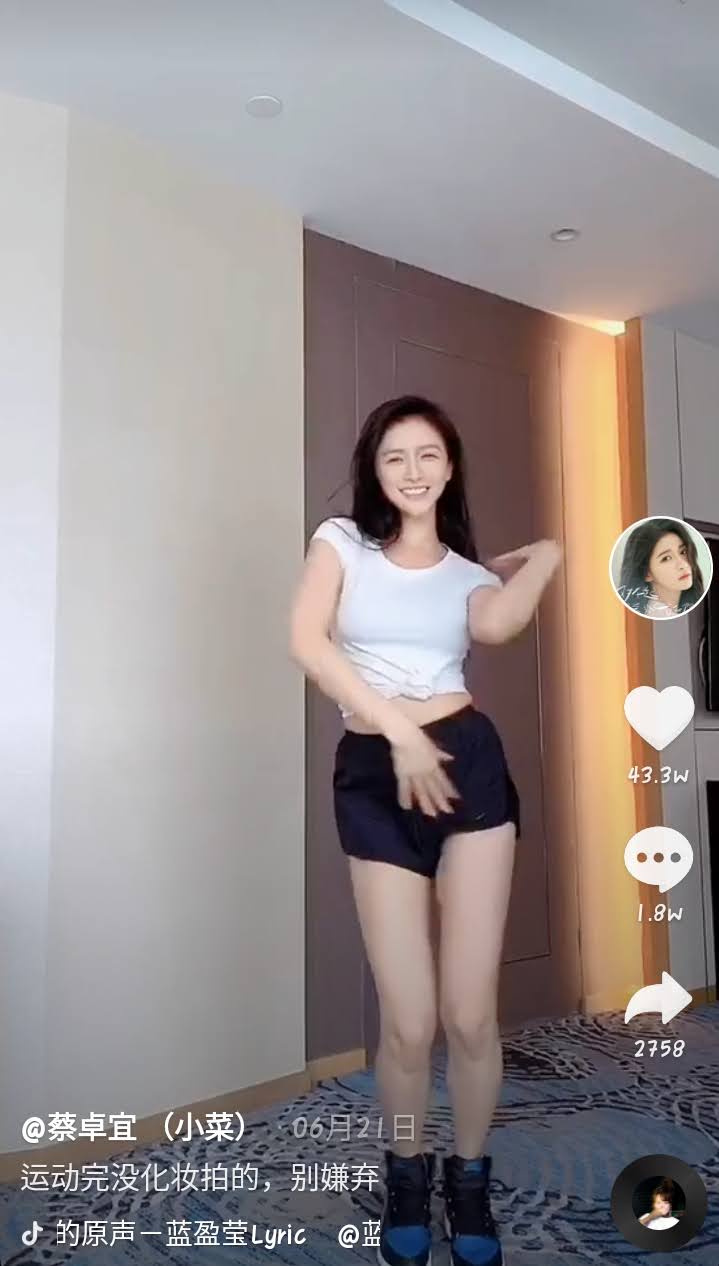 43.3w
1.8w
2758
@蔡卓宜 (小菜) · 06月21日
运动完没化妆拍的，别嫌弃
的原声一蓝盈莹Lyric @蓝